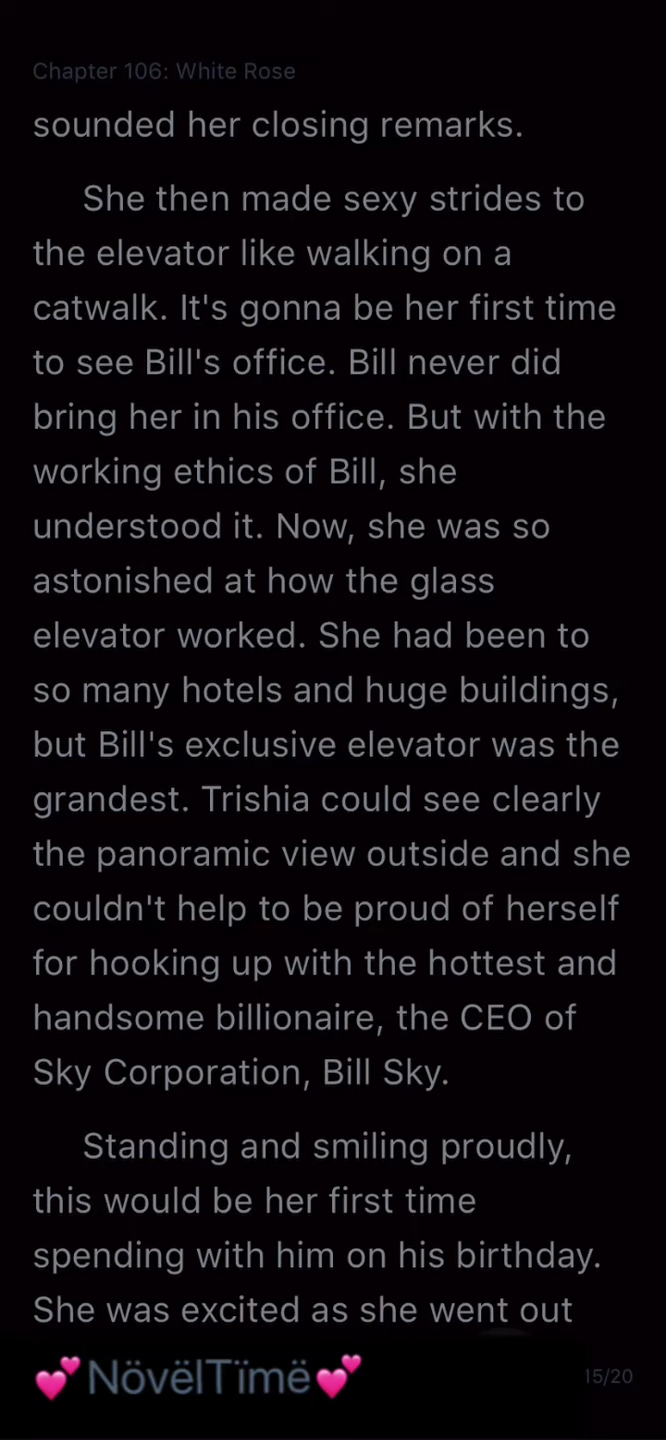 Chapter 106: White Rose
sounded her closing remarks.
She then made sexy strides to
the elevator like walking on a
catwalk. It's gonna be her first time
to see Bill's office. Bill never did
bring her in his office. But with the
working ethics of Bill, she
understood it. Now, she was so
astonished at how the glass
elevator worked. She had been to
so many hotels and huge buildings,
but Bill's exclusive elevator was the
grandest. Trishia could see clearly
the panoramic view outside and she
couldn't help to be proud of herself
for hooking up with the hottest and
handsome billionaire, the CEO of
Sky Corporation, Bill Sky.
Standing and smiling proudly,
this would be her first time
spending with him on his birthday.
She was excited as she went out
💕NövëlTïmë💕
15/20